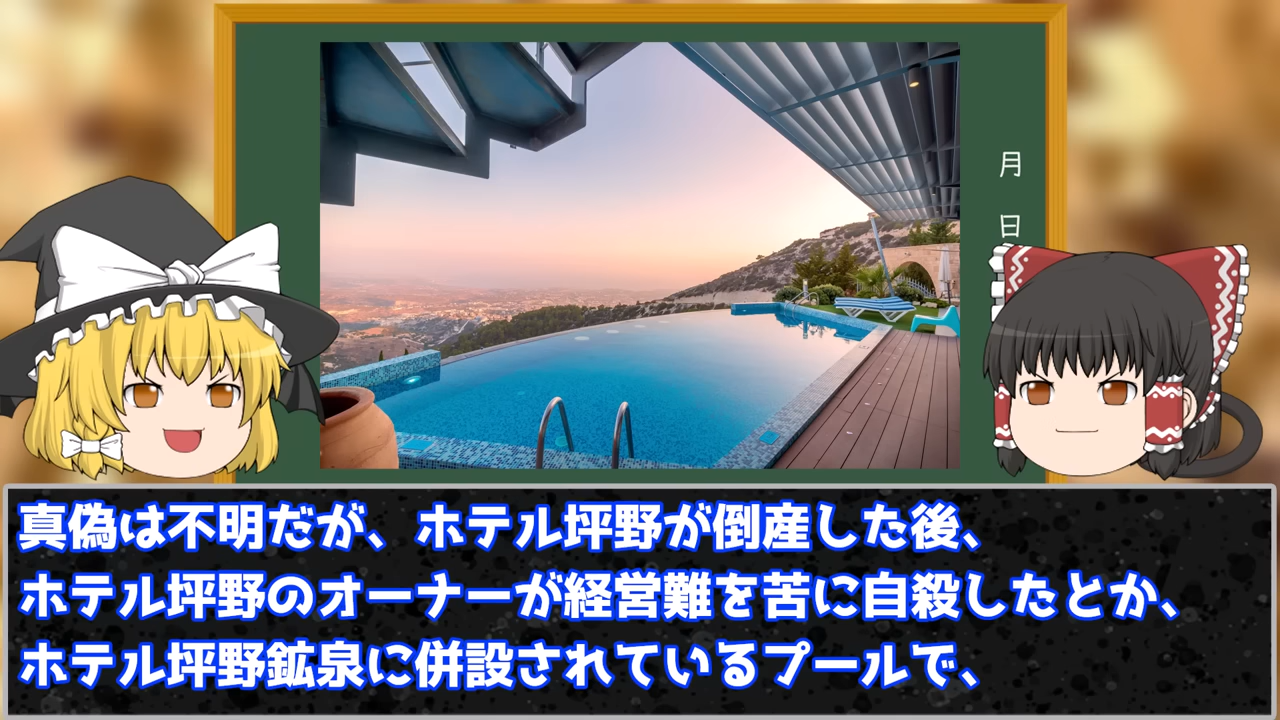 月
日
真偽は不明だが、ホテル坪野が倒産した後、
ホテル坪野のオーナーが経営難を苦に自殺したとか、
ホテル坪野鉱泉に併設されているプールで、